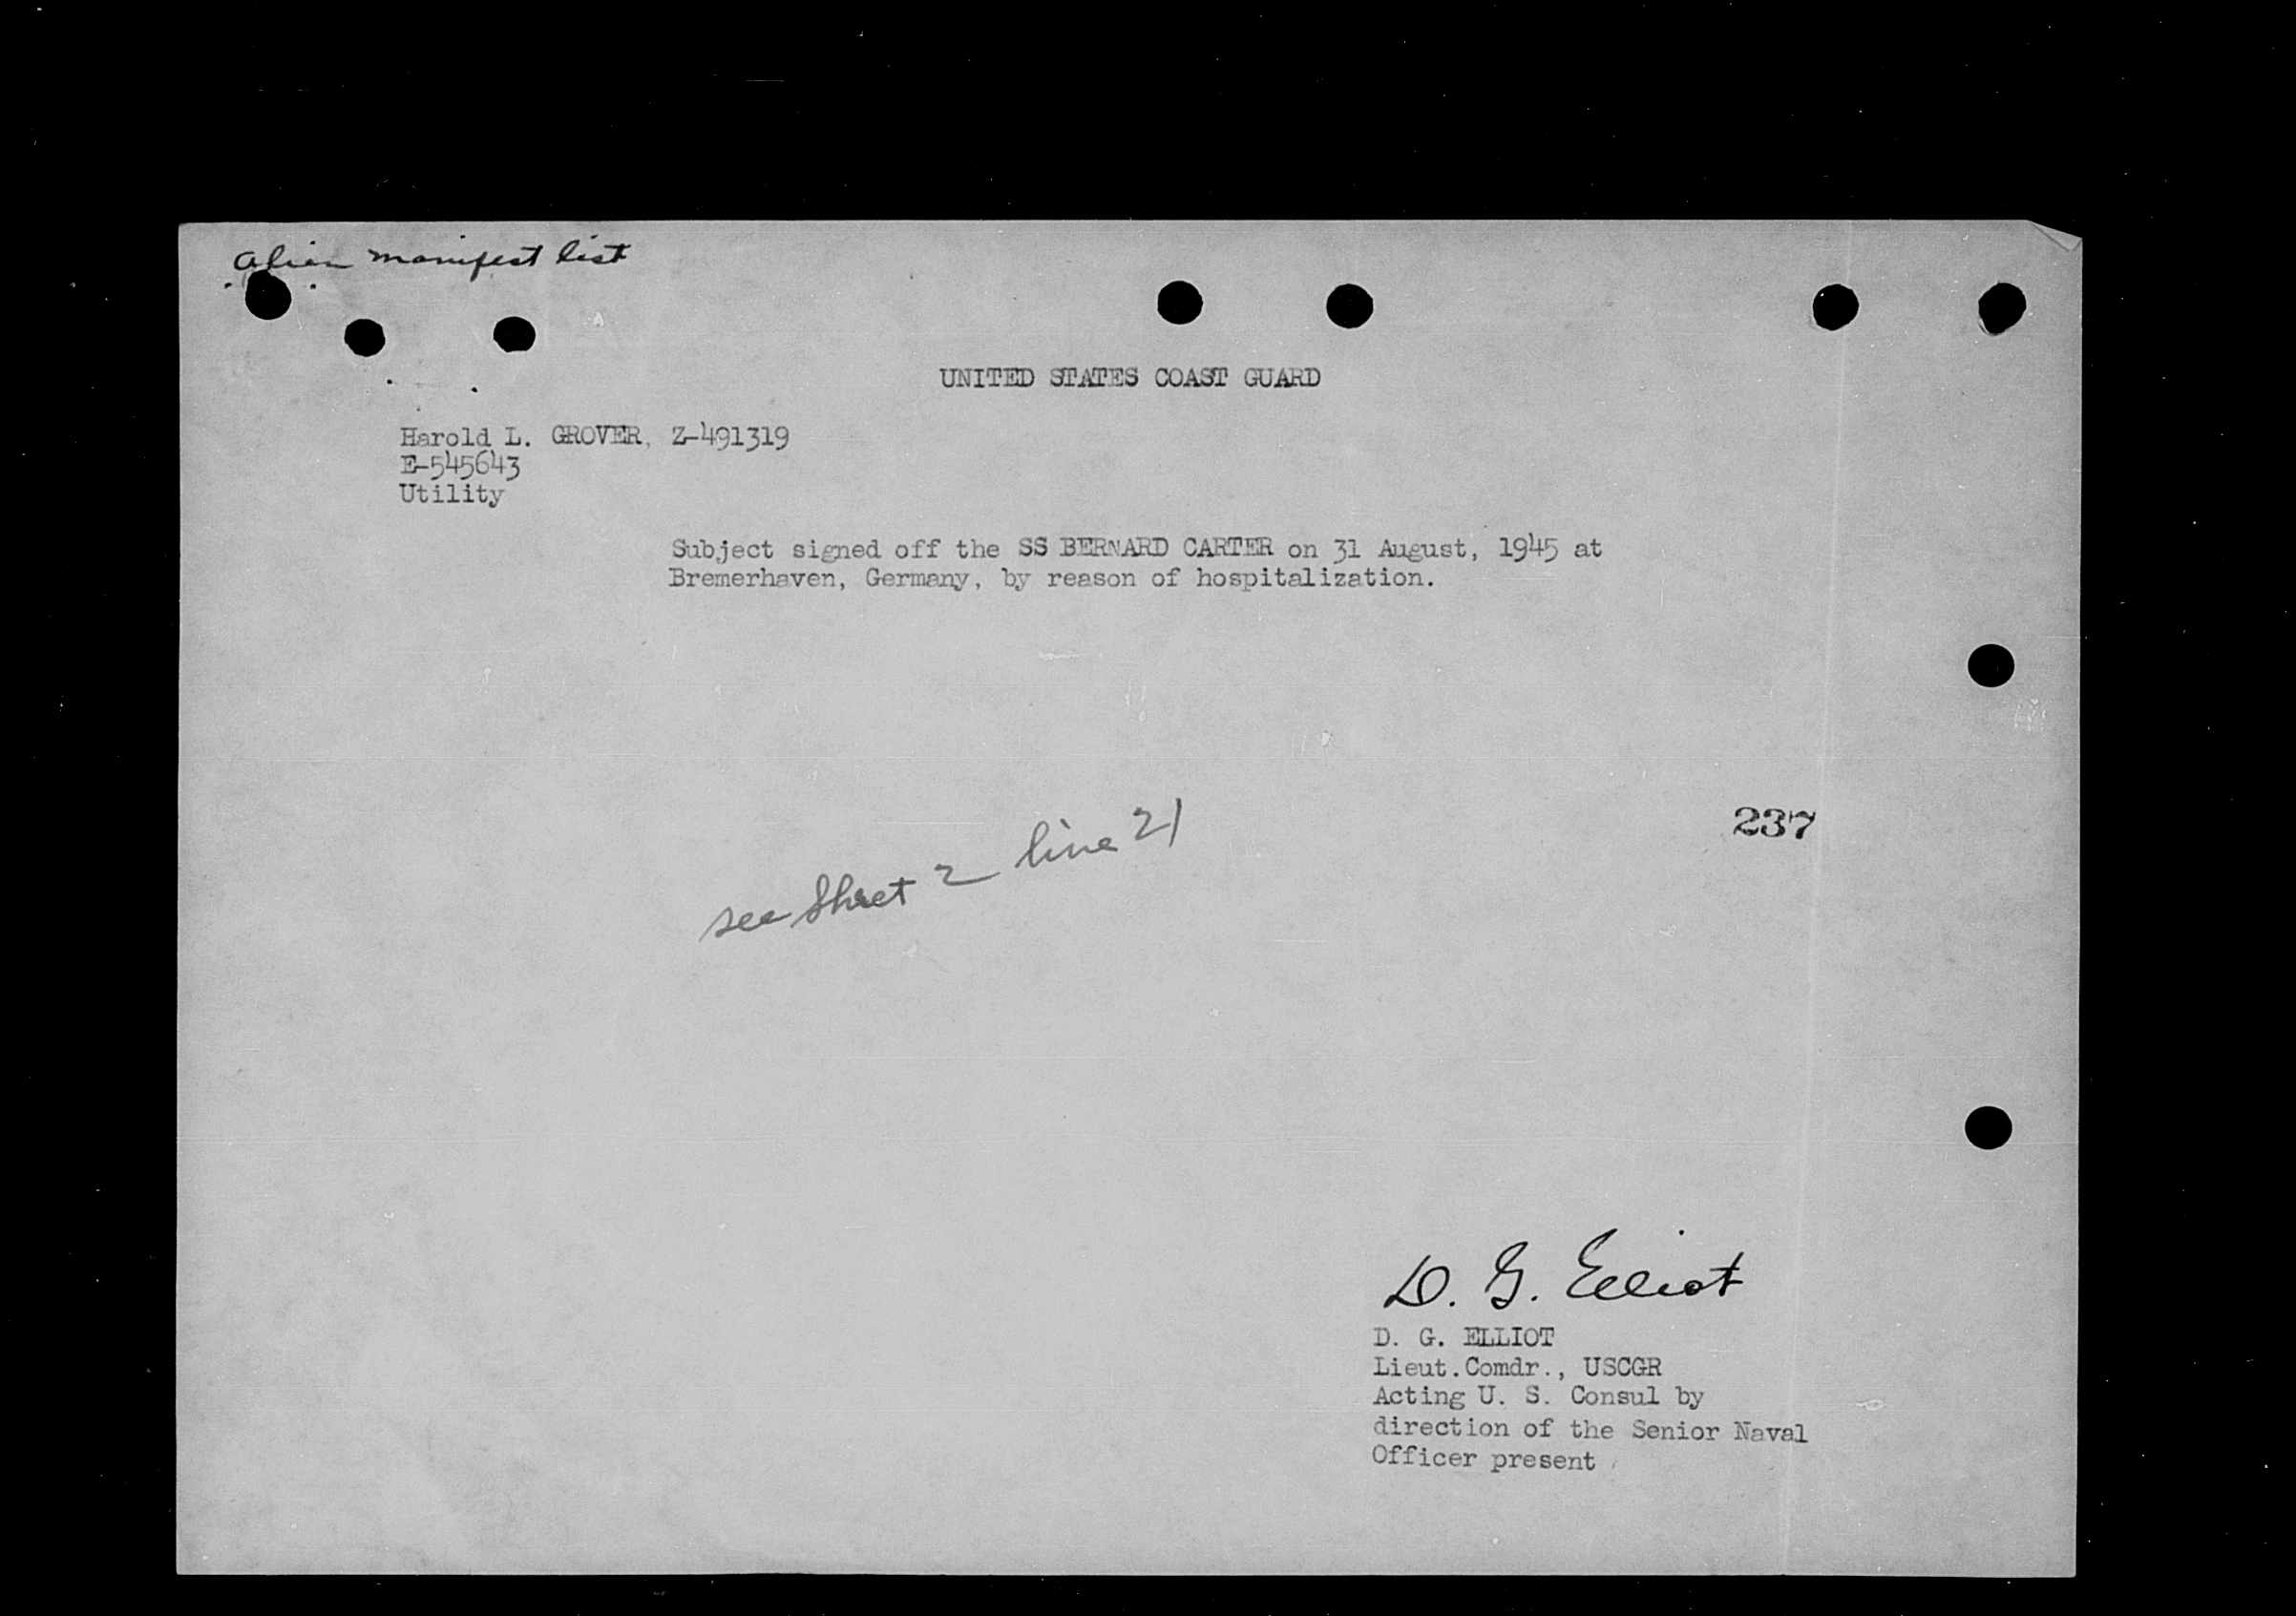 alien manifest list
UNITED STATES COAST GUARD
Harold L. GROVER, Z-491319
E-545643
Utility
Subject signed off the SS BERNARD CARTER on 31 August, 1945 at
Bremerhaven, Germany, by reason of hospitalization.
237
see Sheet 2 line 21
D. G. Elliot
D. G. ELLIOT
Lieut.Comdr., USCGR
Acting U. S. Consul by
direction of the Senior Naval
Officer present